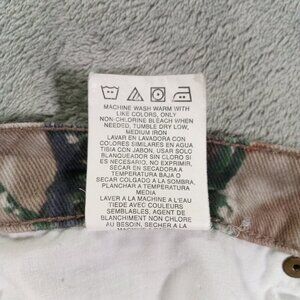 MACHINE WASH WARM WITH
LIKE COLORS, ONLY
NON-CHLORINE BLEACH WHEN
NEEDED, TUMBLE DRY LOW,
MEDIUM IRON
LAVAR EN LAVADORA CON
COLORES SIMILARES EN AGUA
TIBIA CON JABON. USAR SOLO
BLANQUEADOR SIN CLORO SI
ES NECESARIO, NO EXPRIMIR,
SECAR EN SECADORA A
TEMPERATURA BAJA O
SECAR COLGADO A LA SOMBRA,
PLANCHAR A TEMPERATURA
MEDIA
LAVER A LA MACHINE A L'EAU
TIEDE AVEC COULEURS
SEMBLABLES, AGENT DE
BLANCHIMENT NON CHLORE
AU BESOIN, SECHER A LA